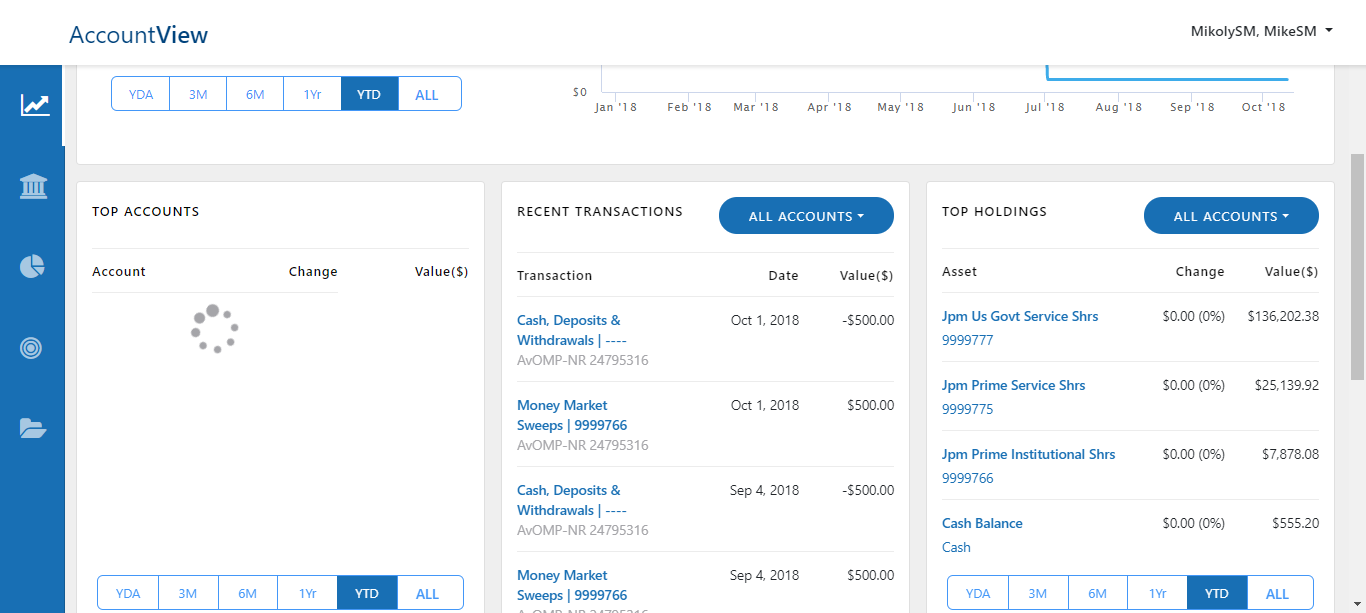 AccountView
MikolySM, MikeSM
YDA 3M 6M 1Yr YTD ALL
$0
Jan '18 Feb '18 Mar '18 Apr '18 May '18 Jun '18 Jul '18 Aug '18 Sep '18 Oct '18
TOP ACCOUNTS
Account Change Value($)
YDA 3M 6M 1Yr YTD ALL
RECENT TRANSACTIONS
ALL ACCOUNTS
Transaction Date Value($)
Cash, Deposits & Oct 1, 2018 -$500.00
Withdrawals | ----
AvOMP-NR 24795316
Money Market Oct 1, 2018 $500.00
Sweeps | 9999766
AvOMP-NR 24795316
Cash, Deposits & Sep 4, 2018 -$500.00
Withdrawals | ----
AvOMP-NR 24795316
Money Market Sep 4, 2018 $500.00
Sweeps | 9999766
AvOMP-NR 24795316
TOP HOLDINGS
ALL ACCOUNTS
Asset Change Value($)
Jpm Us Govt Service Shrs $0.00 (0%) $136,202.38
9999777
Jpm Prime Service Shrs $0.00 (0%) $25,139.92
9999775
Jpm Prime Institutional Shrs $0.00 (0%) $7,878.08
9999766
Cash Balance $0.00 (0%) $555.20
Cash
YDA 3M 6M 1Yr YTD ALL